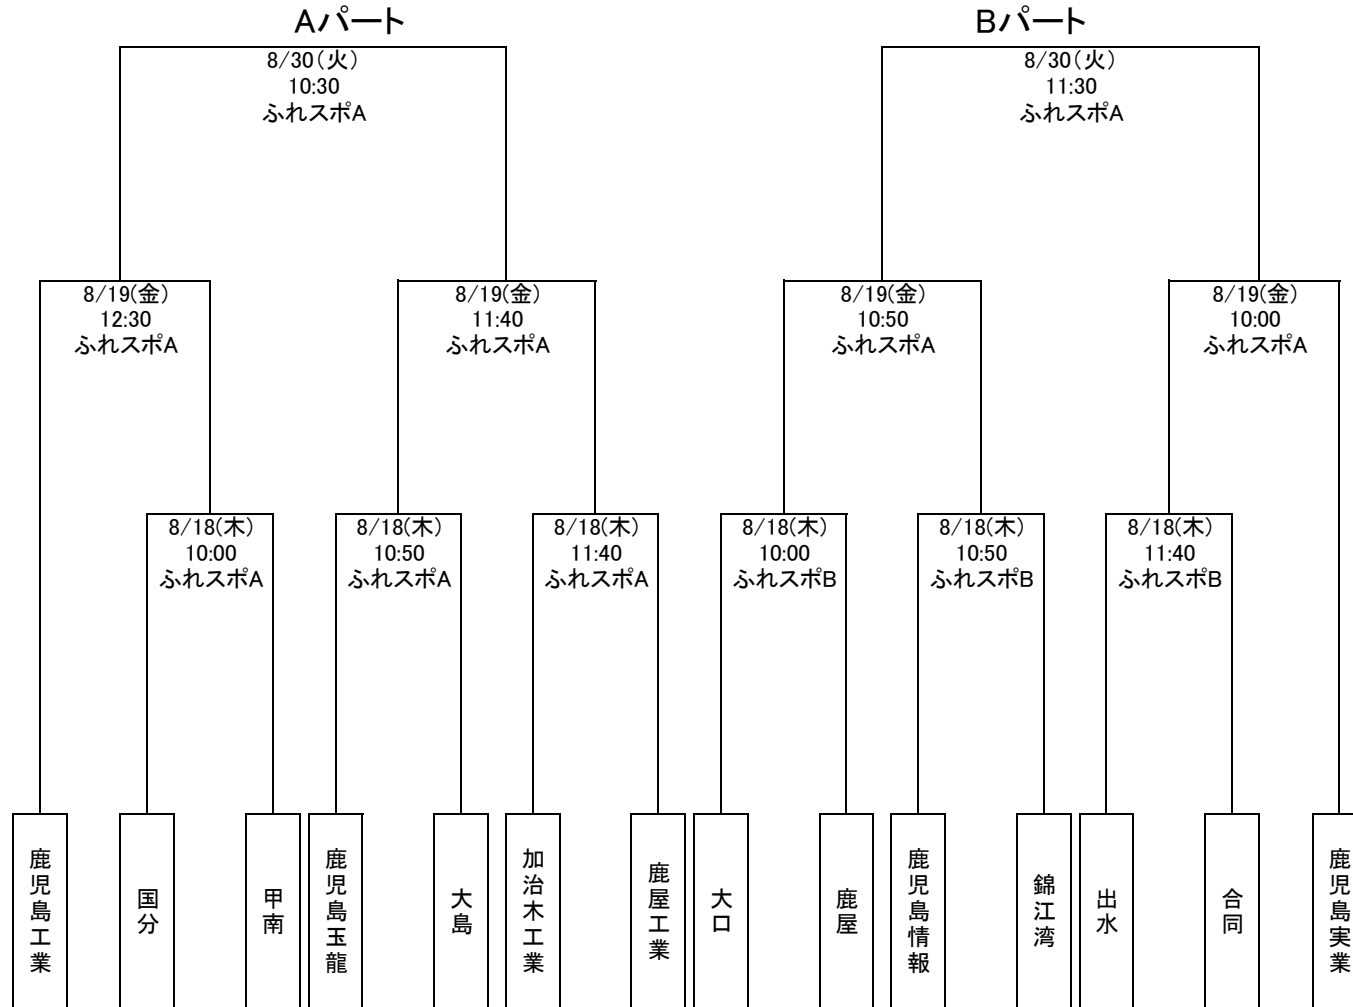 Aパート
Bパート
8/30(火)
10:30
ふれスポA
8/30(火)
11:30
ふれスポA
8/19(金)
12:30
ふれスポA
8/19(金)
11:40
ふれスポA
8/19(金)
10:50
ふれスポA
8/19(金)
10:00
ふれスポA
8/18(木)
10:00
ふれスポA
8/18(木)
10:50
ふれスポA
8/18(木)
11:40
ふれスポA
8/18(木)
10:00
ふれスポB
8/18(木)
10:50
ふれスポB
8/18(木)
11:40
ふれスポB
鹿児島工業
国分
甲南
鹿児島玉龍
大島
加治木工業
鹿屋工業
大口
鹿屋
鹿児島情報
錦江湾
出水
合同
鹿児島実業